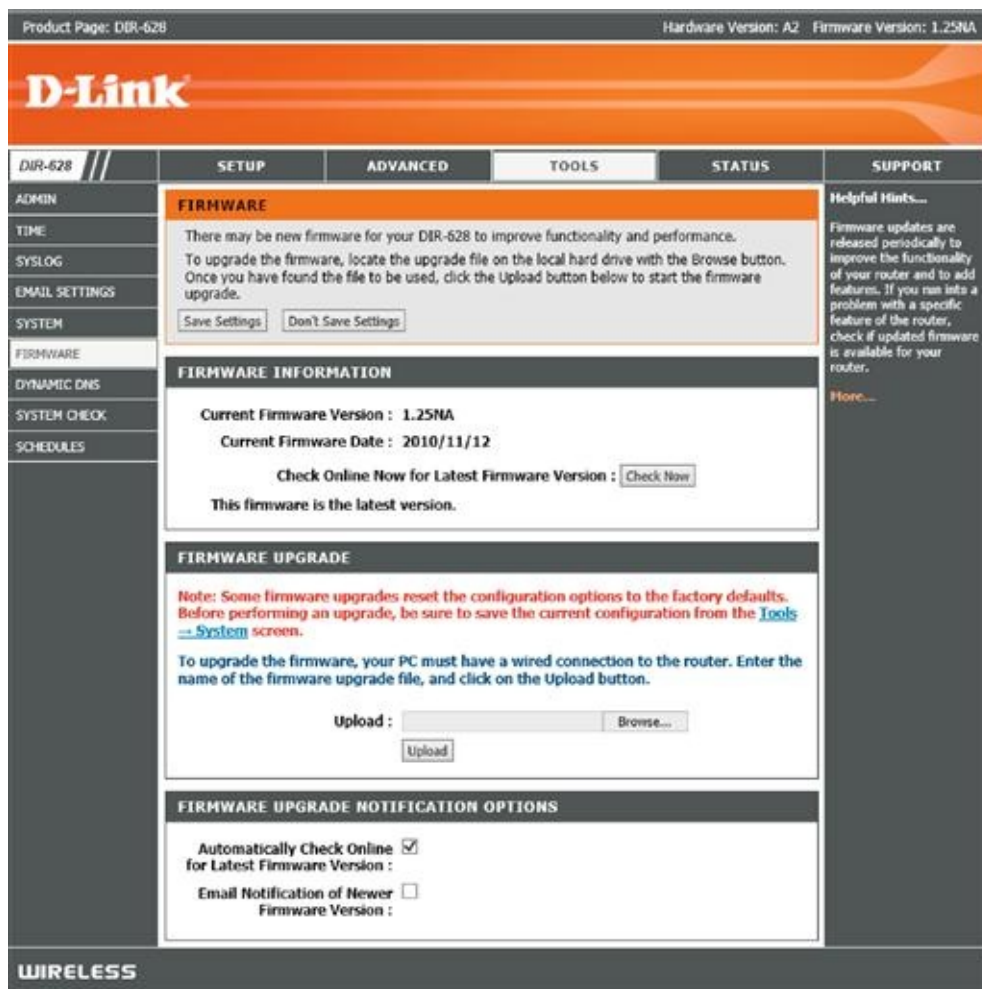 Product Page: DIR-628
Hardware Version: A2 Firmware Version: 1.25NA
D-Link
DIR-628
SETUP
ADVANCED
TOOLS
STATUS
SUPPORT
ADMIN
TIME
SYSLOG
EMAIL SETTINGS
SYSTEM
FIRMWARE
DYNAMIC DNS
SYSTEM CHECK
SCHEDULES
FIRMWARE
There may be new firmware for your DIR-628 to improve functionality and performance.
To upgrade the firmware, locate the upgrade file on the local hard drive with the Browse button.
Once you have found the file to be used, click the Upload button below to start the firmware
upgrade.
Save Settings
Don't Save Settings
FIRMWARE INFORMATION
Current Firmware Version : 1.25NA
Current Firmware Date : 2010/11/12
Check Online Now for Latest Firmware Version : Check Now
This firmware is the latest version.
FIRMWARE UPGRADE
Note: Some firmware upgrades reset the configuration options to the factory defaults.
Before performing an upgrade, be sure to save the current configuration from the Tools
→ System screen.
To upgrade the firmware, your PC must have a wired connection to the router. Enter the
name of the firmware upgrade file, and click on the Upload button.
Upload :
Browse...
Upload
FIRMWARE UPGRADE NOTIFICATION OPTIONS
Automatically Check Online
for Latest Firmware Version :
Email Notification of Newer
Firmware Version :
Helpful Hints...
Firmware updates are
released periodically to
improve the functionality
of your router and to add
features. If you run into a
problem with a specific
feature of the router,
check if updated firmware
is available for your
router.
More...
WIRELESS